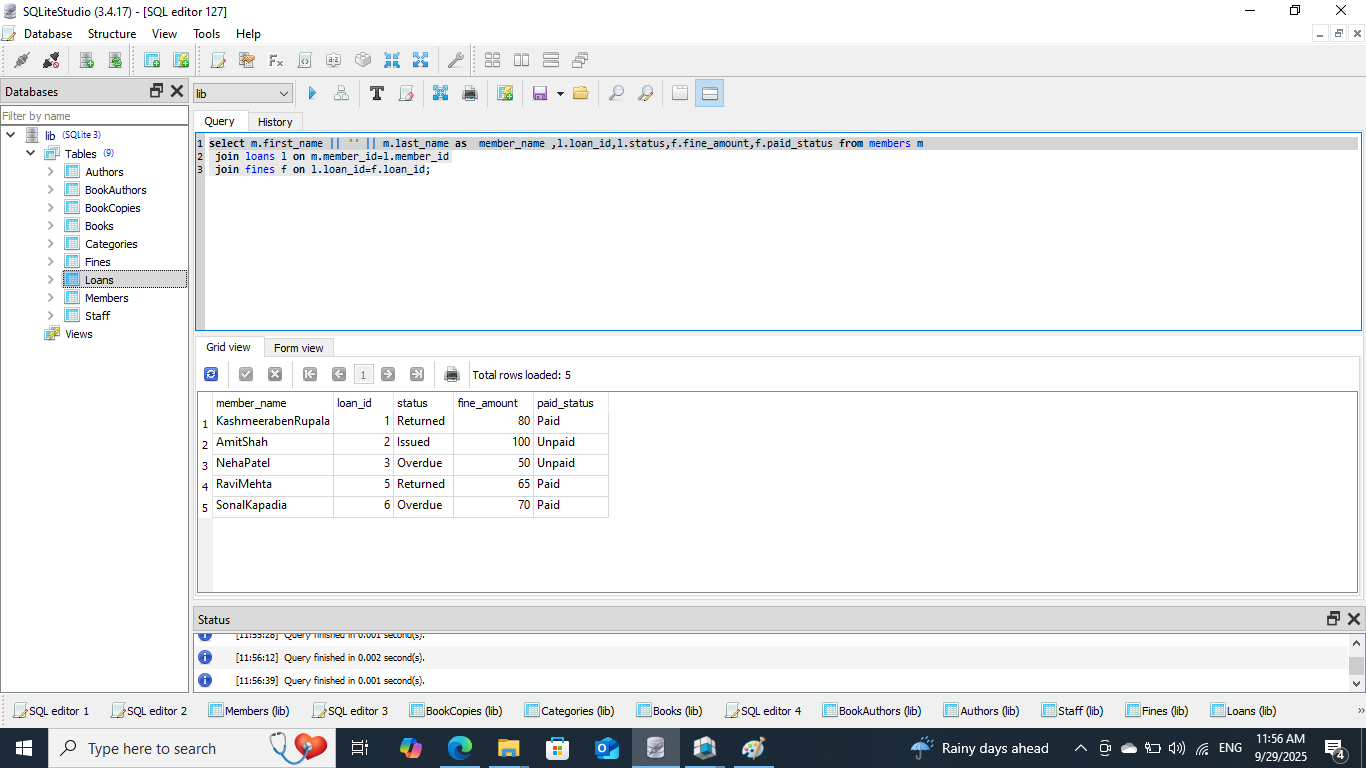 SQLiteStudio (3.4.17) - [SQL editor 127]
Database Structure View Tools Help
Databases
lib
Filter by name
Query History
lib (SQLite 3)
Tables (9)
Authors
BookAuthors
BookCopies
Books
Categories
Fines
Loans
Members
Staff
Views
1 select m.first_name || '' || m.last_name as member_name ,l.loan_id,l.status,f.fine_amount,f.paid_status from members m
2 join loans l on m.member_id=l.member_id
3 join fines f on l.loan_id=f.loan_id;
Grid view Form view
1 Total rows loaded: 5
member_name loan_id status fine_amount paid_status
1 KashmeerabenRupala 1 Returned 80 Paid
2 AmitShah 2 Issued 100 Unpaid
3 NehaPatel 3 Overdue 50 Unpaid
4 RaviMehta 5 Returned 65 Paid
5 SonalKapadia 6 Overdue 70 Paid
Status
[11:55:28] Query finished in 0.001 second(s).
[11:56:12] Query finished in 0.002 second(s).
[11:56:39] Query finished in 0.001 second(s).
SQL editor 1 SQL editor 2 Members (lib) SQL editor 3 BookCopies (lib) Categories (lib) Books (lib) SQL editor 4 BookAuthors (lib) Authors (lib) Staff (lib) Fines (lib) Loans (lib) »
Type here to search
Rainy days ahead
ENG
11:56 AM
9/29/2025
4